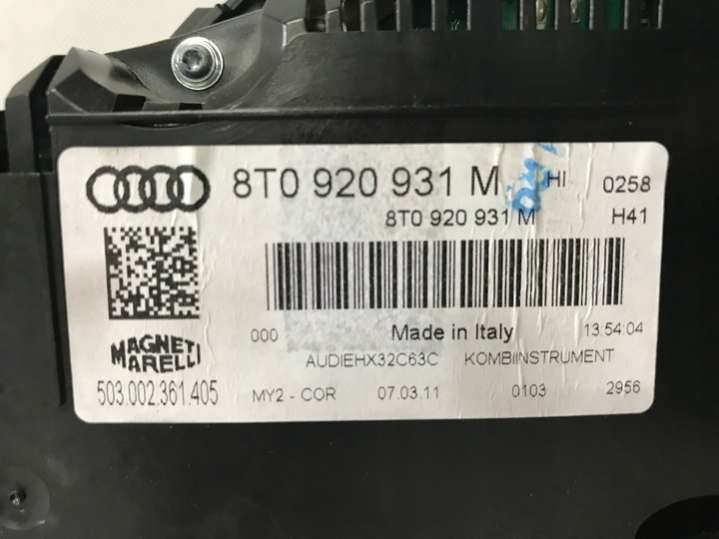 8T0 920 931 M HI 0258
8T0 920 931 M H41
000 Made in Italy 13:54:04
MAGNETI MARELLI
AUDIEHX32C63C KOMBIINSTRUMENT
503.002.361.405 MY2 - COR 07.03.11 0103 2956